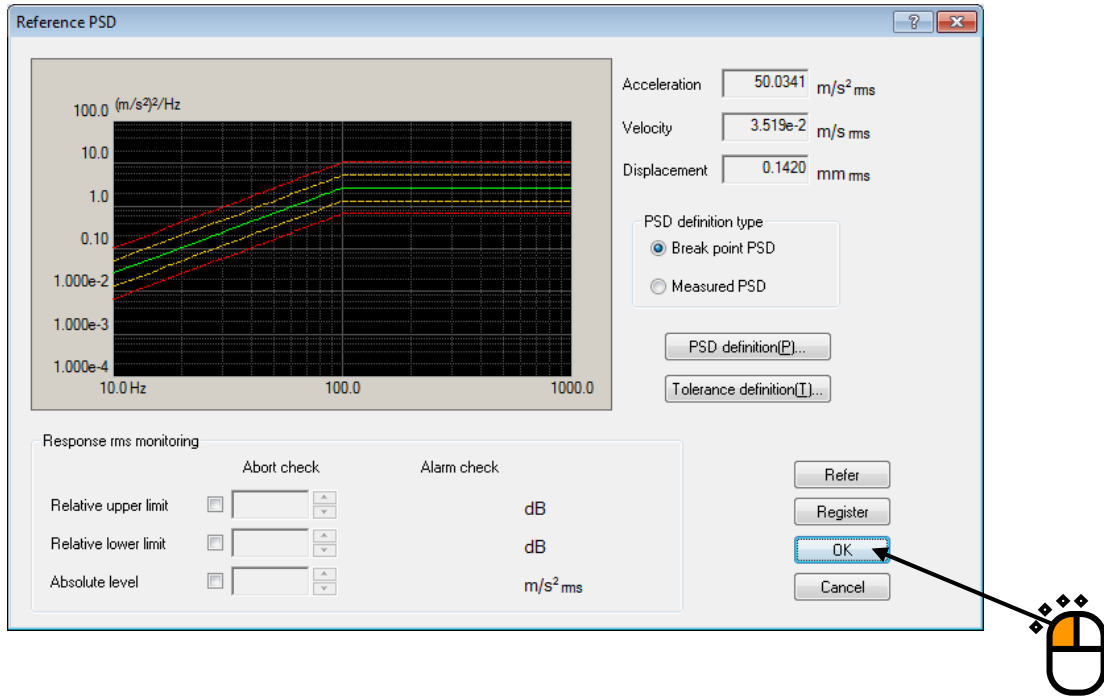 Reference PSD
100.0 (m/s²)²/Hz
10.0
1.0
0.10
1.000e-2
1.000e-3
1.000e-4
10.0 Hz 100.0 1000.0
Acceleration 50.0341 m/s² rms
Velocity 3.519e-2 m/s rms
Displacement 0.1420 mm rms
PSD definition type
Break point PSD
Measured PSD
PSD definition(P)...
Tolerance definition(T)...
Response rms monitoring
Abort check Alarm check
Relative upper limit dB
Relative lower limit dB
Absolute level m/s² rms
Refer
Register
OK
Cancel